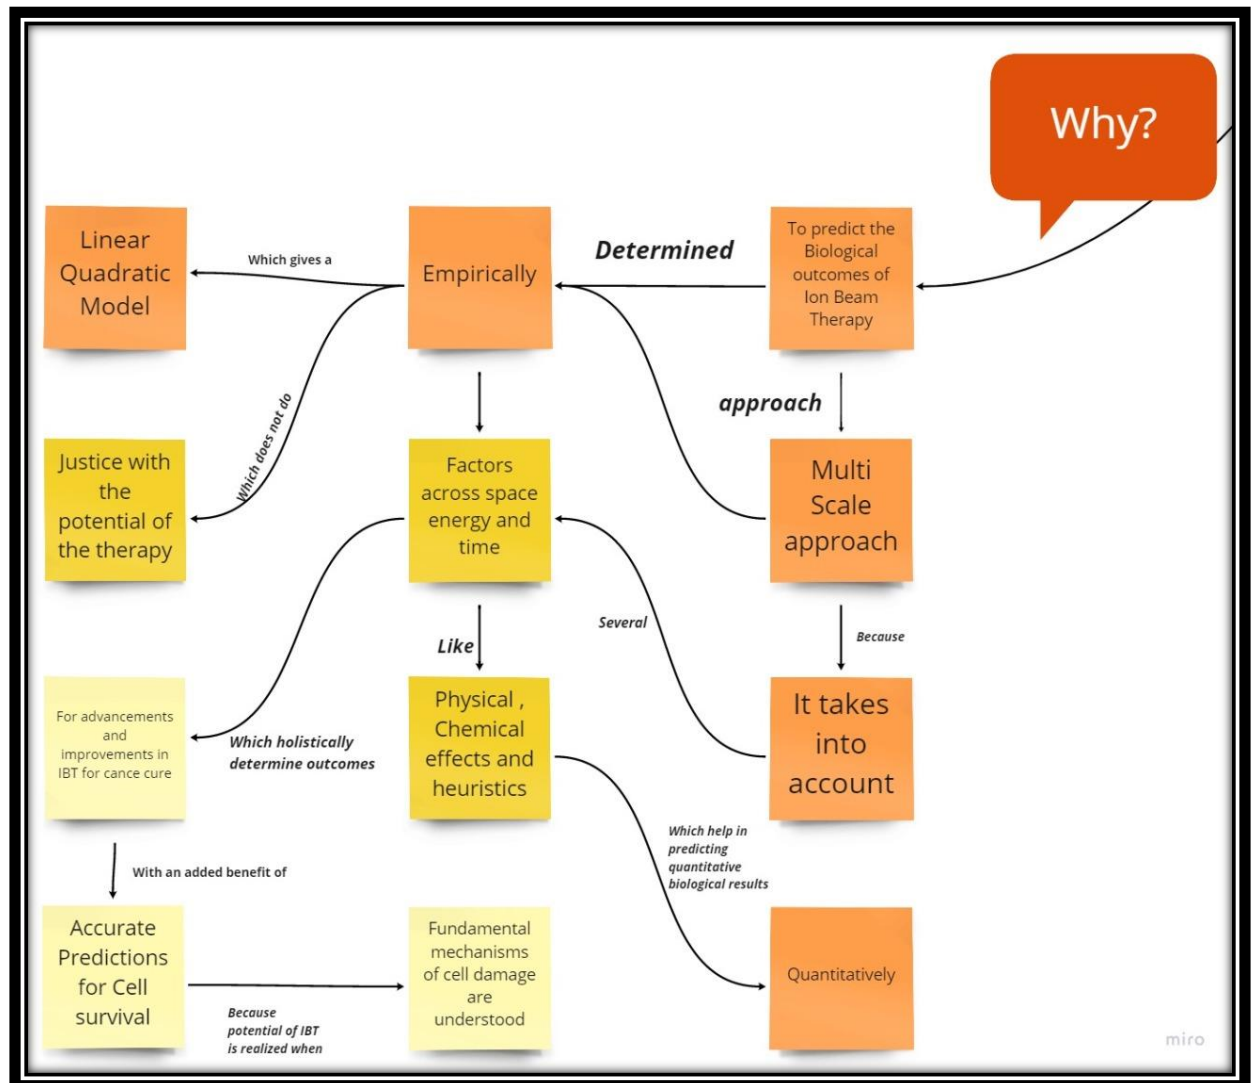 Why?
Linear
Quadratic
Model
Which gives a
Empirically
Determined
To predict the
Biological
outcomes of
Ion Beam
Therapy
Which does not do
approach
Justice with
the
potential of
the therapy
Factors
across space
energy and
time
Multi
Scale
approach
Like
Several
Because
For advancements
and
improvements in
IBT for cance cure
Which holistically
determine outcomes
Physical ,
Chemical
effects and
heuristics
It takes
into
account
Which help in
predicting
quantitative
biological results
With an added benefit of
Accurate
Predictions
for Cell
survival
Because
potential of IBT
is realized when
Fundamental
mechanisms
of cell damage
are
understood
Quantitatively
miro